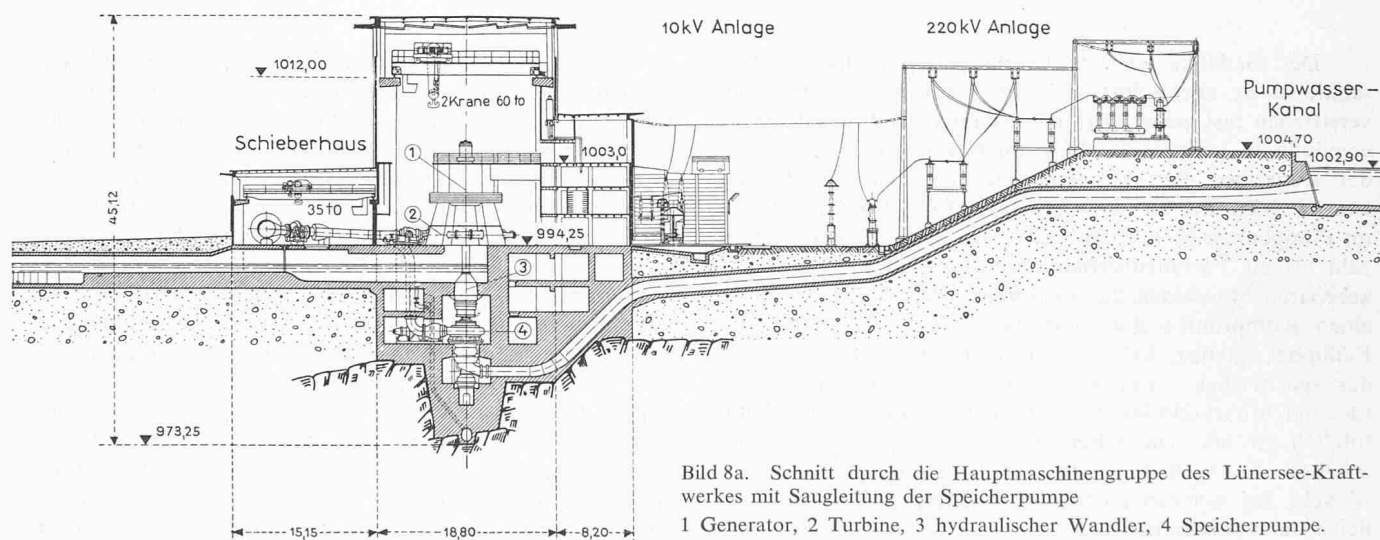 10kV Anlage
220kV Anlage
1012,00
2Krane 60 to
Pumpwasser-
Kanal
Schieberhaus
1
1003,0
1004,70
1002,90
45,12
35 to
2
994,25
3
4
973,25
Bild 8a. Schnitt durch die Hauptmaschinengruppe des Lünersee-Kraft-
werkes mit Saugleitung der Speicherpumpe
1 Generator, 2 Turbine, 3 hydraulischer Wandler, 4 Speicherpumpe.
15,15
18,80
8,20